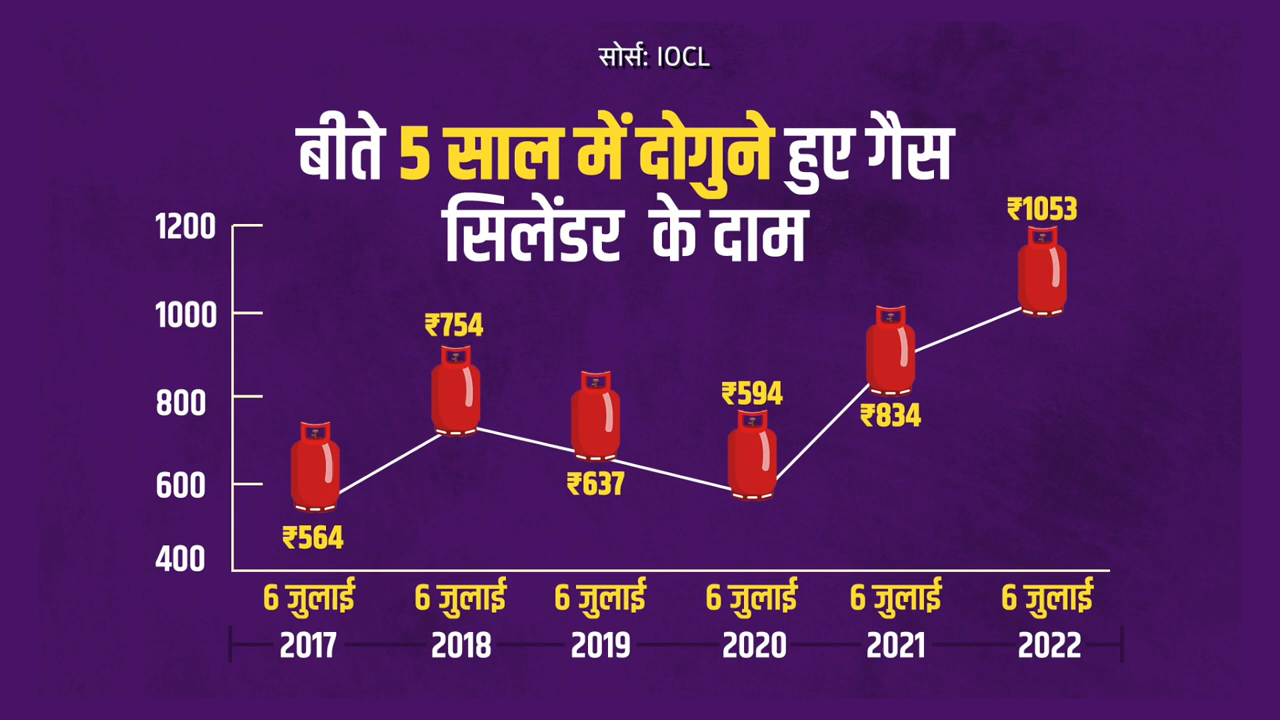 सोर्स: IOCL
बीते 5 साल में दोगुने हुए गैस
सिलेंडर के दाम
1200
1000
800
600
400
₹564
₹754
₹637
₹594
₹834
₹1053
6 जुलाई 6 जुलाई 6 जुलाई 6 जुलाई 6 जुलाई 6 जुलाई
2017 2018 2019 2020 2021 2022